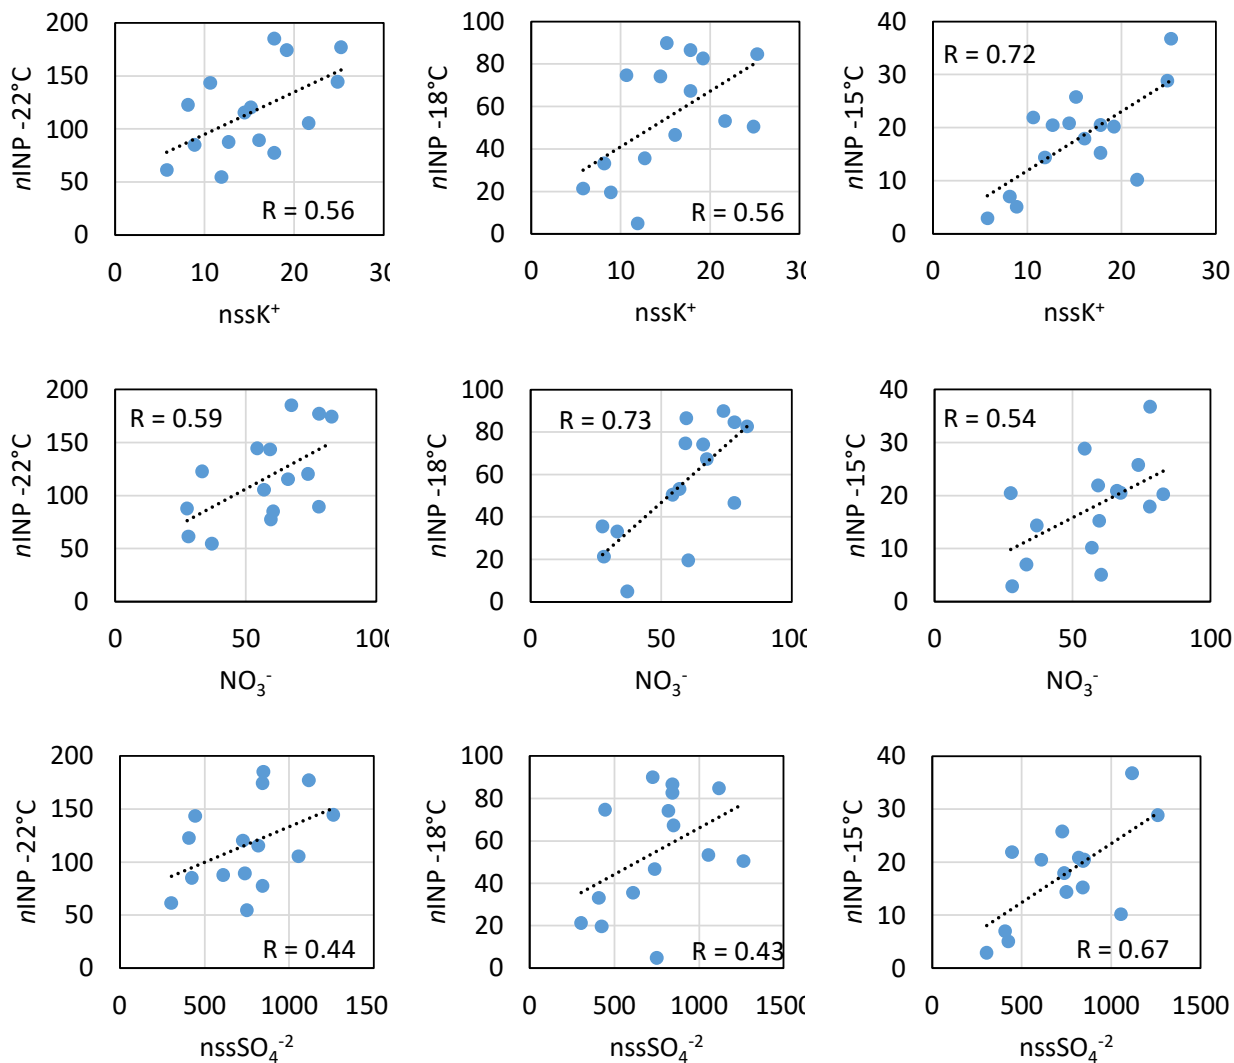 200
150
100
50
0
nINP -22°C
R = 0.56
0 10 20 30
nssK⁺
100
80
60
40
20
0
nINP -18°C
R = 0.56
0 10 20 30
nssK⁺
40
30
20
10
0
nINP -15°C
R = 0.72
0 10 20 30
nssK⁺
200
150
100
50
0
nINP -22°C
R = 0.59
0 50 100
NO₃⁻
100
80
60
40
20
0
nINP -18°C
R = 0.73
0 50 100
NO₃⁻
40
30
20
10
0
nINP -15°C
R = 0.54
0 50 100
NO₃⁻
200
150
100
50
0
nINP -22°C
R = 0.44
0 500 1000 1500
nssSO₄⁻²
100
80
60
40
20
0
nINP -18°C
R = 0.43
0 500 1000 1500
nssSO₄⁻²
40
30
20
10
0
nINP -15°C
R = 0.67
0 500 1000 1500
nssSO₄⁻²